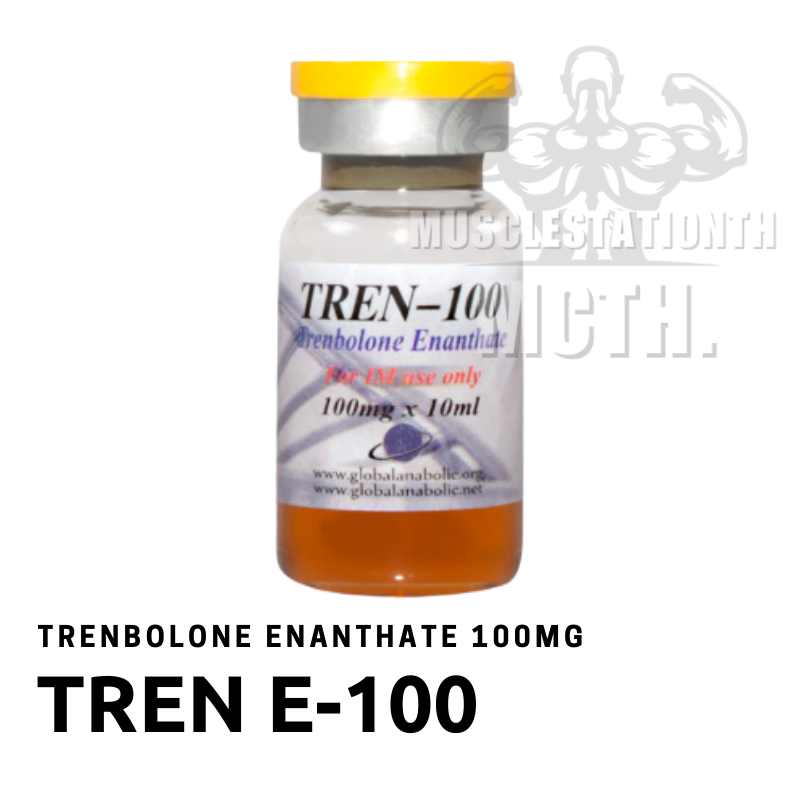 MUSCLESTATIONTH
MCTH.
TREN-100
Trenbolone Enanthate
For IM use only
100mg x 10ml
www.globalanabolic.org
www.globalanabolic.net
TRENBOLONE ENANTHATE 100MG
TREN E-100